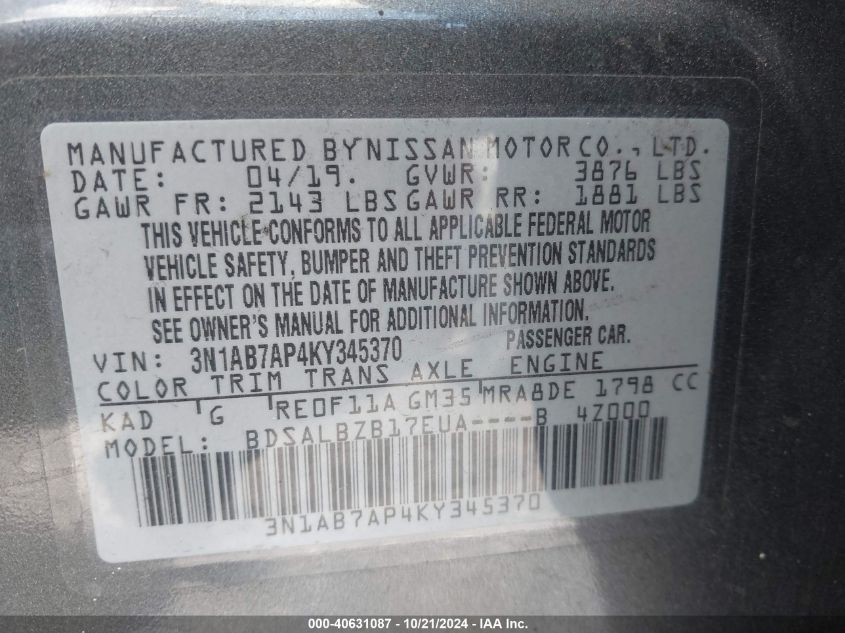 MANUFACTURED BY NISSAN MOTOR CO., LTD.
DATE: 04/19. GVWR: 3876 LBS
GAWR FR: 2143 LBS GAWR RR: 1881 LBS
THIS VEHICLE CONFORMS TO ALL APPLICABLE FEDERAL MOTOR
VEHICLE SAFETY, BUMPER AND THEFT PREVENTION STANDARDS
IN EFFECT ON THE DATE OF MANUFACTURE SHOWN ABOVE.
SEE OWNER'S MANUAL FOR ADDITIONAL INFORMATION.
VIN: 3N1AB7AP4KY345370 PASSENGER CAR.
COLOR TRIM TRANS AXLE ENGINE
KAD G RE0F11A GM35 MRA8DE 1798 CC
MODEL: BDSALBZB17EUA----B 4Z000
3N1AB7AP4KY345370
000-40631087 - 10/21/2024 - IAA Inc.